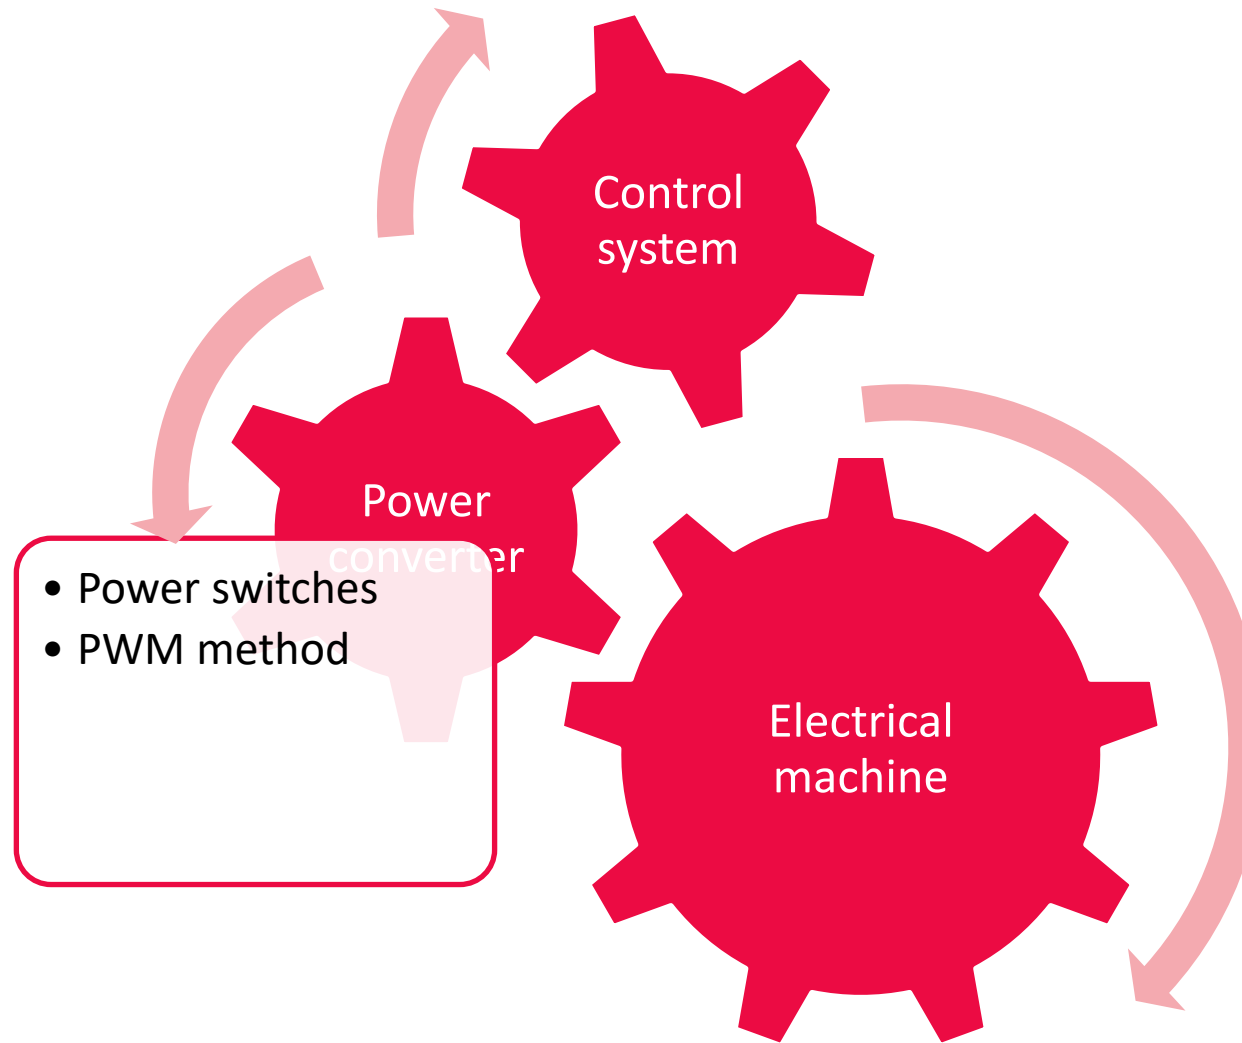 Control
system
Power
converter
• Power switches
• PWM method
Electrical
machine